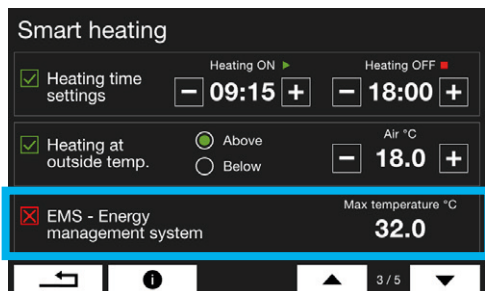 Smart heating
Heating time
settings
Heating ON
09:15
Heating OFF
18:00
Heating at
outside temp.
Above
Below
Air °C
18.0
EMS - Energy
management system
Max temperature °C
32.0
3/5